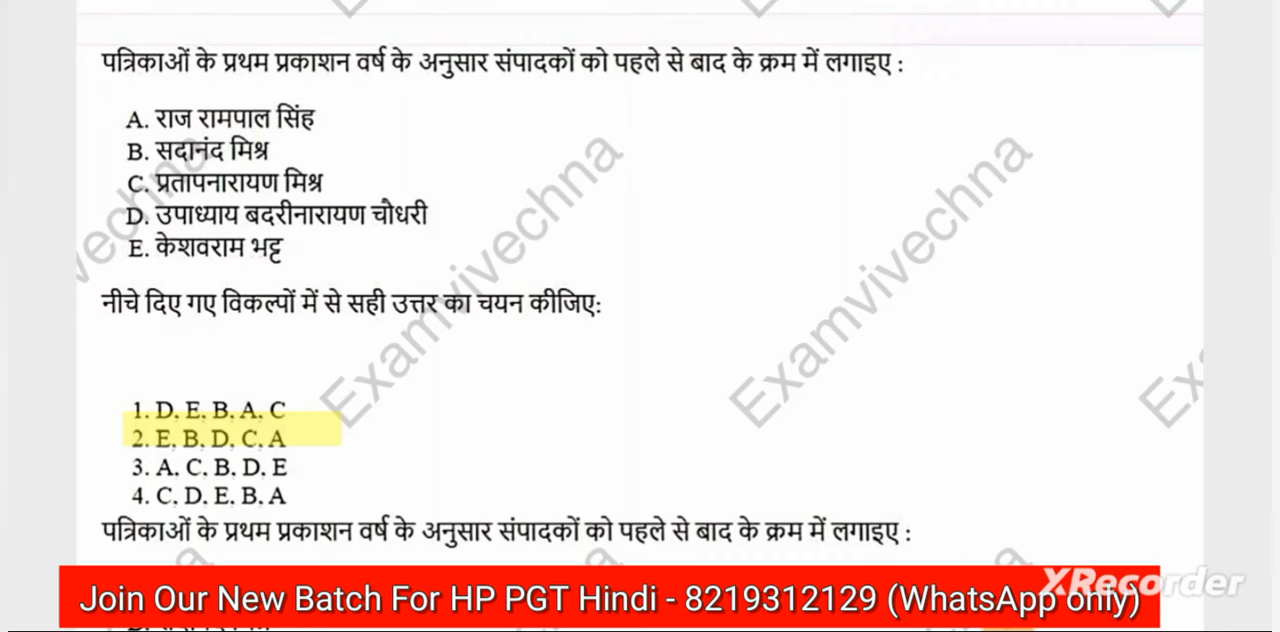 पत्रिकाओं के प्रथम प्रकाशन वर्ष के अनुसार संपादकों को पहले से बाद के क्रम में लगाइए :
A. राज रामपाल सिंह
B. सदानंद मिश्र
C. प्रतापनारायण मिश्र
D. उपाध्याय बदरीनारायण चौधरी
E. केशवराम भट्ट
नीचे दिए गए विकल्पों में से सही उत्तर का चयन कीजिए:
1. D, E, B, A, C
2. E, B, D, C, A
3. A, C, B, D, E
4. C, D, E, B, A
पत्रिकाओं के प्रथम प्रकाशन वर्ष के अनुसार संपादकों को पहले से बाद के क्रम में लगाइए :
Join Our New Batch For HP PGT Hindi - 8219312129 (WhatsApp only)
XRecorder
Examvivechna
Examvivechna